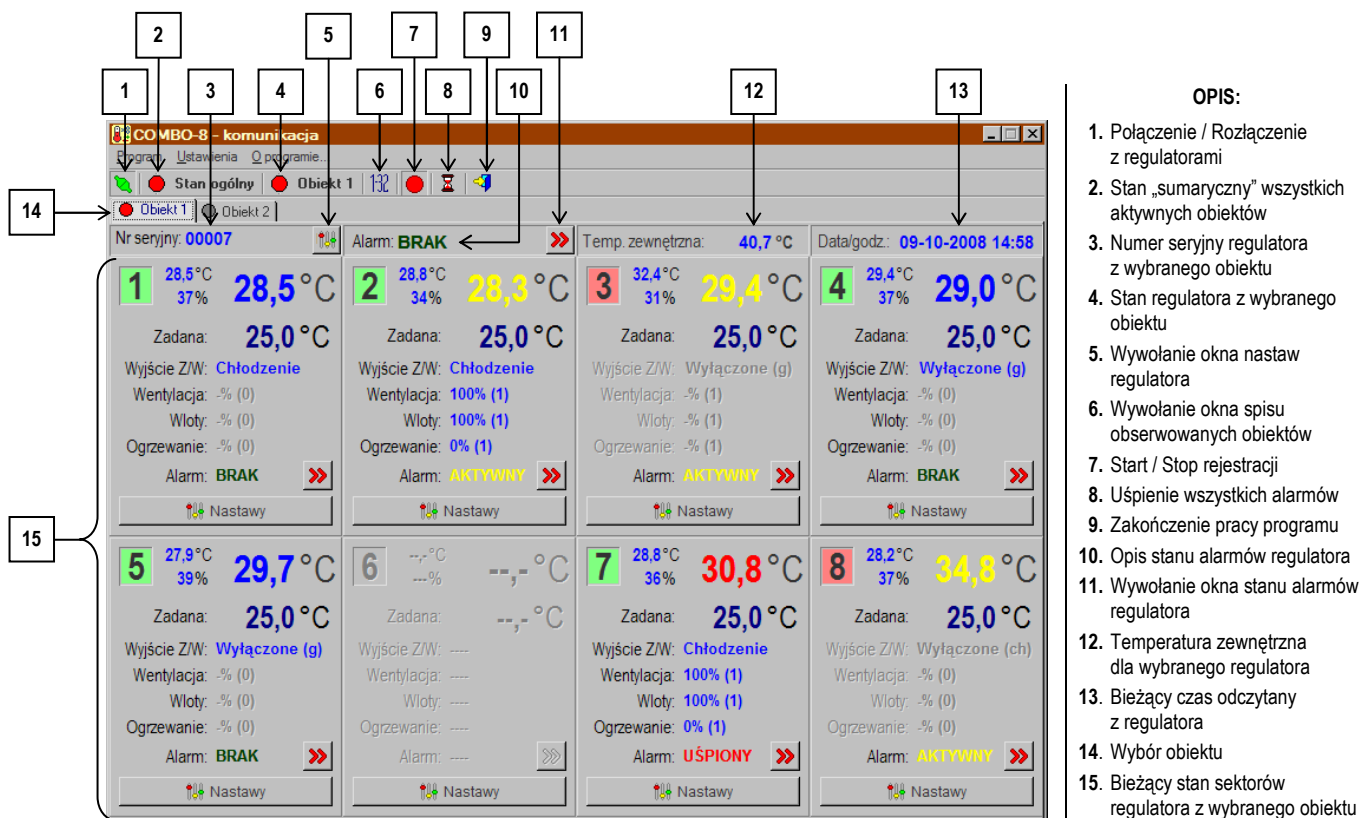 2 5 7 9 11
1 3 4 6 8 10 12 13
COMBO-8 - komunikacja
Program Ustawienia O programie...
Stan ogólny Obiekt 1 1-32
14
Obiekt 1 Obiekt 2
Nr seryjny: 00007 Alarm: BRAK Temp. zewnętrzna: 40,7 °C Data/godz.: 09-10-2008 14:58
15
1 28,5°C 37% 28,5°C
Zadana: 25,0°C
Wyjście Z/W: Chłodzenie
Wentylacja: -% (0)
Wloty: -% (0)
Ogrzewanie: -% (0)
Alarm: BRAK
Nastawy
2 28,8°C 34% 28,3°C
Zadana: 25,0°C
Wyjście Z/W: Chłodzenie
Wentylacja: 100% (1)
Wloty: 100% (1)
Ogrzewanie: 0% (1)
Alarm: AKTYWNY
Nastawy
3 32,4°C 31% 29,4°C
Zadana: 25,0°C
Wyjście Z/W: Wyłączone (g)
Wentylacja: -% (1)
Wloty: -% (1)
Ogrzewanie: -% (1)
Alarm: AKTYWNY
Nastawy
4 29,4°C 37% 29,0°C
Zadana: 25,0°C
Wyjście Z/W: Wyłączone (g)
Wentylacja: -% (0)
Wloty: -% (0)
Ogrzewanie: -% (0)
Alarm: BRAK
Nastawy
5 27,9°C 39% 29,7°C
Zadana: 25,0°C
Wyjście Z/W: Wyłączone (g)
Wentylacja: -% (0)
Wloty: -% (0)
Ogrzewanie: -% (0)
Alarm: BRAK
Nastawy
6 --,-°C ---% --,-°C
Zadana: --,-°C
Wyjście Z/W: ----
Wentylacja: ----
Wloty: ----
Ogrzewanie: ----
Alarm: ----
Nastawy
7 28,8°C 36% 30,8°C
Zadana: 25,0°C
Wyjście Z/W: Chłodzenie
Wentylacja: 100% (1)
Wloty: 100% (1)
Ogrzewanie: 0% (1)
Alarm: UŚPIONY
Nastawy
8 28,2°C 37% 34,8°C
Zadana: 25,0°C
Wyjście Z/W: Wyłączone (ch)
Wentylacja: -% (0)
Wloty: -% (0)
Ogrzewanie: -% (0)
Alarm: AKTYWNY
Nastawy
OPIS:
1. Połączenie / Rozłączenie
z regulatorami
2. Stan „sumaryczny” wszystkich
aktywnych obiektów
3. Numer seryjny regulatora
z wybranego obiektu
4. Stan regulatora z wybranego
obiektu
5. Wywołanie okna nastaw
regulatora
6. Wywołanie okna spisu
obserwowanych obiektów
7. Start / Stop rejestracji
8. Uśpienie wszystkich alarmów
9. Zakończenie pracy programu
10. Opis stanu alarmów regulatora
11. Wywołanie okna stanu alarmów
regulatora
12. Temperatura zewnętrzna
dla wybranego regulatora
13. Bieżący czas odczytany
z regulatora
14. Wybór obiektu
15. Bieżący stan sektorów
regulatora z wybranego obiektu